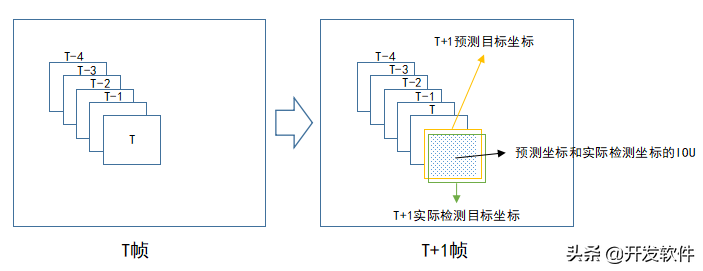 T-4
T-3
T-2
T-1
T
T帧
T+1预测目标坐标
T-4
T-3
T-2
T-1
T
预测坐标和实际检测坐标的IOU
T+1实际检测目标坐标
T+1帧
头条 @开发软件